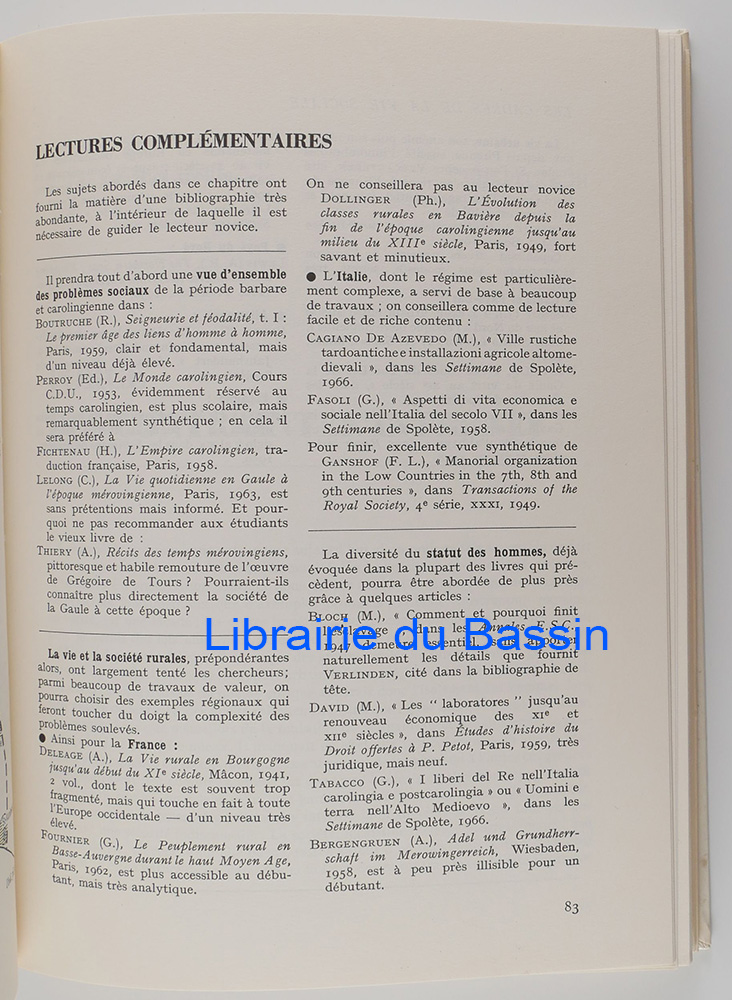 LECTURES COMPLÉMENTAIRES
Les sujets abordés dans ce chapitre ont
fourni la matière d'une bibliographie très
abondante, à l'intérieur de laquelle il est
nécessaire de guider le lecteur novice.
Il prendra tout d'abord une vue d'ensemble
des problèmes sociaux de la période barbare
et carolingienne dans :
BOUTRUCHE (R.), Seigneurie et féodalité, t. I :
Le premier âge des liens d'homme à homme,
Paris, 1959, clair et fondamental, mais
d'un niveau déjà élevé.
PERROY (Ed.), Le Monde carolingien, Cours
C.D.U., 1953, évidemment réservé au
temps carolingien, est plus scolaire, mais
remarquablement synthétique ; en cela il
sera préféré à
FICHTENAU (H.), L'Empire carolingien, tra-
duction française, Paris, 1958.
LELONG (C.), La Vie quotidienne en Gaule à
l'époque mérovingienne, Paris, 1963, est
sans prétentions mais informé. Et pour-
quoi ne pas recommander aux étudiants
le vieux livre de :
THIERY (A.), Récits des temps mérovingiens,
pittoresque et habile remouture de l'œuvre
de Grégoire de Tours ? Pourraient-ils
connaître plus directement la société de
la Gaule à cette époque ?
La vie et la société rurales, prépondérantes
alors, ont largement tenté les chercheurs;
parmi beaucoup de travaux de valeur, on
pourra choisir des exemples régionaux qui
feront toucher du doigt la complexité des
problèmes soulevés.
● Ainsi pour la France :
DELEAGE (A.), La Vie rurale en Bourgogne
jusqu'au début du XIe siècle, Mâcon, 1941,
2 vol., dont le texte est souvent trop
fragmenté, mais qui touche en fait à toute
l'Europe occidentale — d'un niveau très
élevé.
FOURNIER (G.), Le Peuplement rural en
Basse-Auvergne durant le haut Moyen Age,
Paris, 1962, est plus accessible au débu-
tant, mais très analytique.
On ne conseillera pas au lecteur novice
DOLLINGER (Ph.), L'Évolution des
classes rurales en Bavière depuis la
fin de l'époque carolingienne jusqu'au
milieu du XIIIe siècle, Paris, 1949, fort
savant et minutieux.
● L'Italie, dont le régime est particulière-
ment complexe, a servi de base à beaucoup
de travaux ; on conseillera comme de lecture
facile et de riche contenu :
CAGIANO DE AZEVEDO (M.), « Ville rustiche
tardoantiche e installazioni agricole altome-
dievali », dans les Settimane de Spolète,
1966.
FASOLI (G.), « Aspetti di vita economica e
sociale nell'Italia del secolo VII », dans les
Settimane de Spolète, 1958.
Pour finir, excellente vue synthétique de
GANSHOF (F. L.), « Manorial organization
in the Low Countries in the 7th, 8th and
9th centuries », dans Transactions of the
Royal Society, 4e série, XXXI, 1949.
La diversité du statut des hommes, déjà
évoquée dans la plupart des livres qui pré-
cèdent, pourra être abordée de plus près
grâce à quelques articles :
BLOCH (M.), « Comment et pourquoi finit
l'esclavage » dans les Annales E.S.C.,
1947 demeure essentiel, sans apporter
naturellement les détails que fournit
VERLINDEN, cité dans la bibliographie de
tête.
DAVID (M.), « Les " laboratores " jusqu'au
renouveau économique des XIe et
XIIe siècles », dans Études d'histoire du
Droit offertes à P. Petot, Paris, 1959, très
juridique, mais neuf.
TABACCO (G.), « I liberi del Re nell'Italia
carolingia e postcarolingia » ou « Uomini e
terra nell'Alto Medioevo », dans les
Settimane de Spolète, 1966.
BERGENGRUEN (A.), Adel und Grundherr-
schaft im Merowingerreich, Wiesbaden,
1958, est à peu près illisible pour un
débutant.
83
Librairie du Bassin